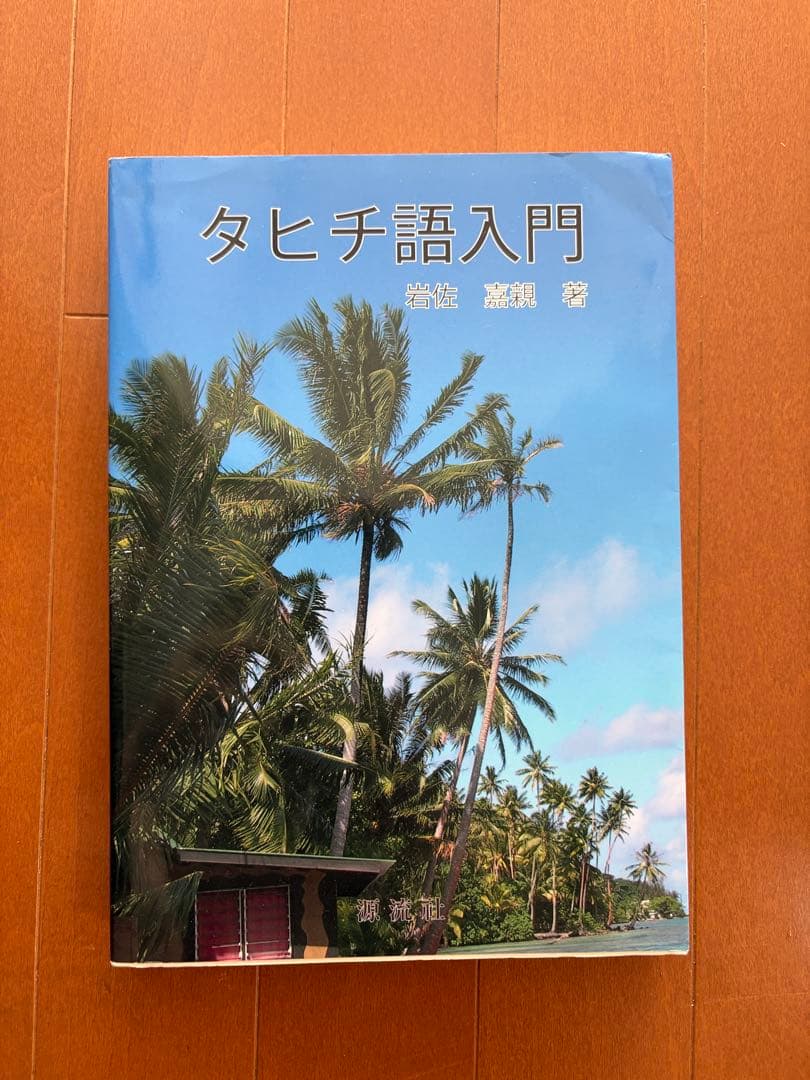 タヒチ語入門
岩佐　嘉親　著
源流社